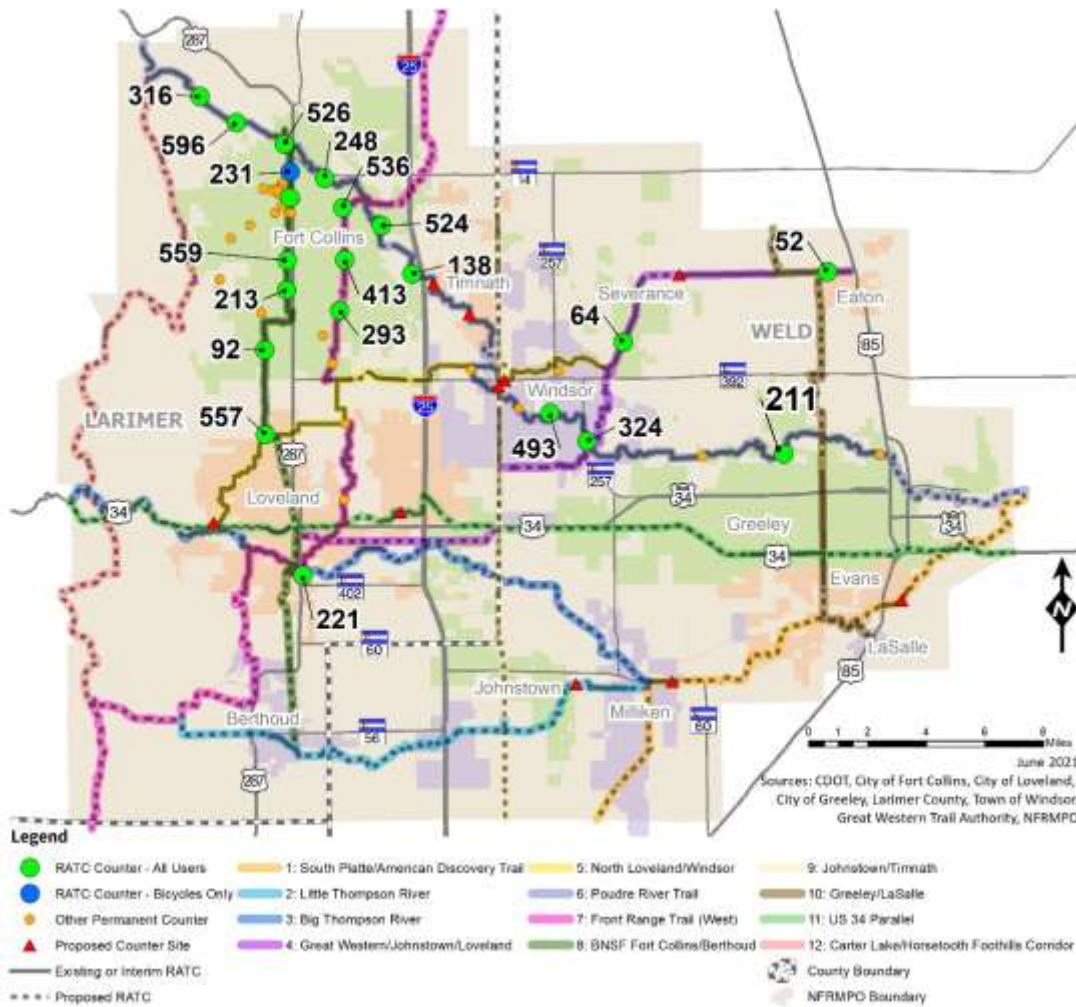 287
25
316
526
596
248
231
536
14
524
Fort Collins
257
52
559
138
Timnath
Severance
Eaton
213
413
64
WELD
293
85
92
392
Windsor
LARIMER
25
211
557
324
493
287
257
34
Loveland
34
34
34
Greeley
34
34
Evans
402
221
N
60
LaSalle
85
Johnstown
Berthoud
Milliken
60
56
287
0 1 2 4 6 8
Miles
June 2021
Sources: CDOT, City of Fort Collins, City of Loveland,
City of Greeley, Larimer County, Town of Windsor
Great Western Trail Authority, NFRMPO
Legend
RATC Counter - All Users
1: South Platte/American Discovery Trail
5: North Loveland/Windsor
9: Johnstown/Timnath
RATC Counter - Bicycles Only
2: Little Thompson River
6: Poudre River Trail
10: Greeley/LaSalle
Other Permanent Counter
3: Big Thompson River
7: Front Range Trail (West)
11: US 34 Parallel
Proposed Counter Site
4: Great Western/Johnstown/Loveland
8: BNSF Fort Collins/Berthoud
12: Carter Lake/Horsetooth Foothills Corridor
Existing or Interim RATC
County Boundary
Proposed RATC
NFRMPO Boundary